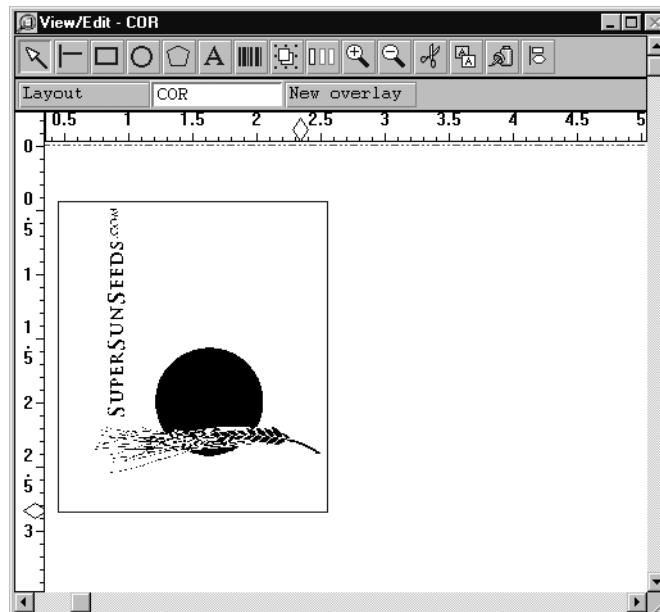 View/Edit - COR
A
A
A
Layout
COR
New overlay
0.5 1 1.5 2 2.5 3 3.5 4 4.5 5
0
0.5
1
1.5
2
2.5
3
SuperSunSeeds.com